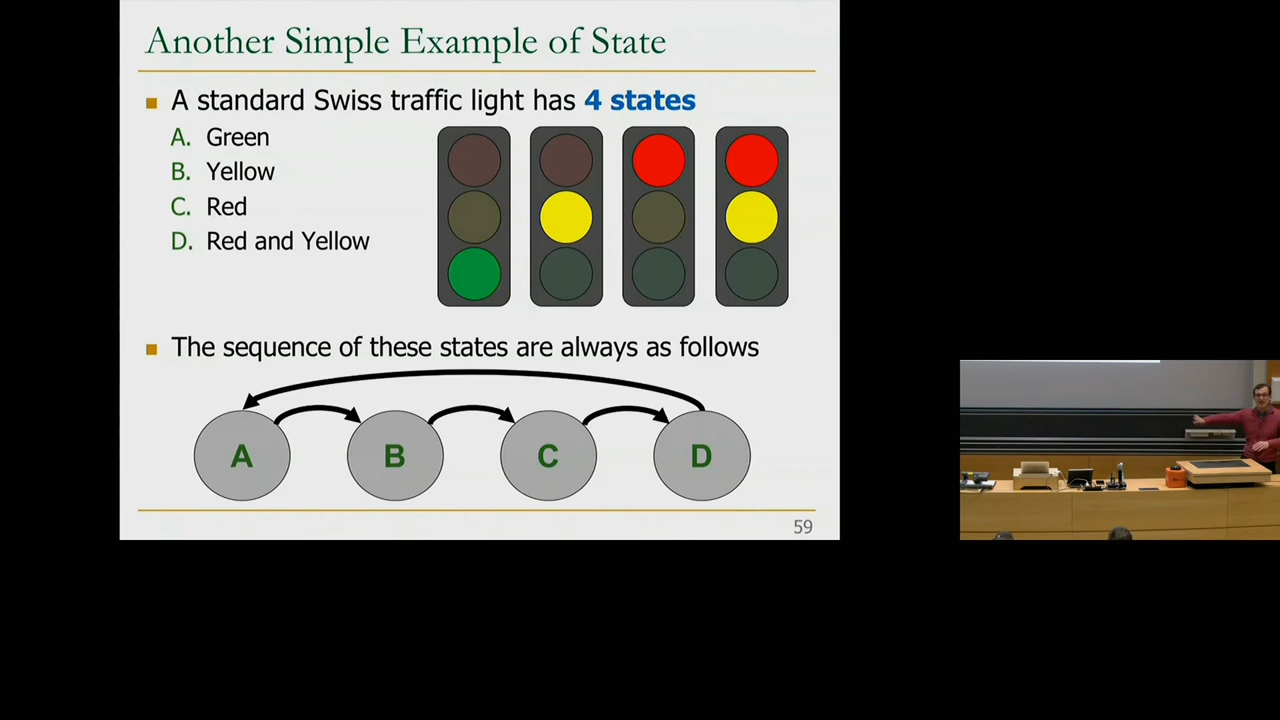 Another Simple Example of State
A standard Swiss traffic light has 4 states
A. Green
B. Yellow
C. Red
D. Red and Yellow
The sequence of these states are always as follows
A B C D
59